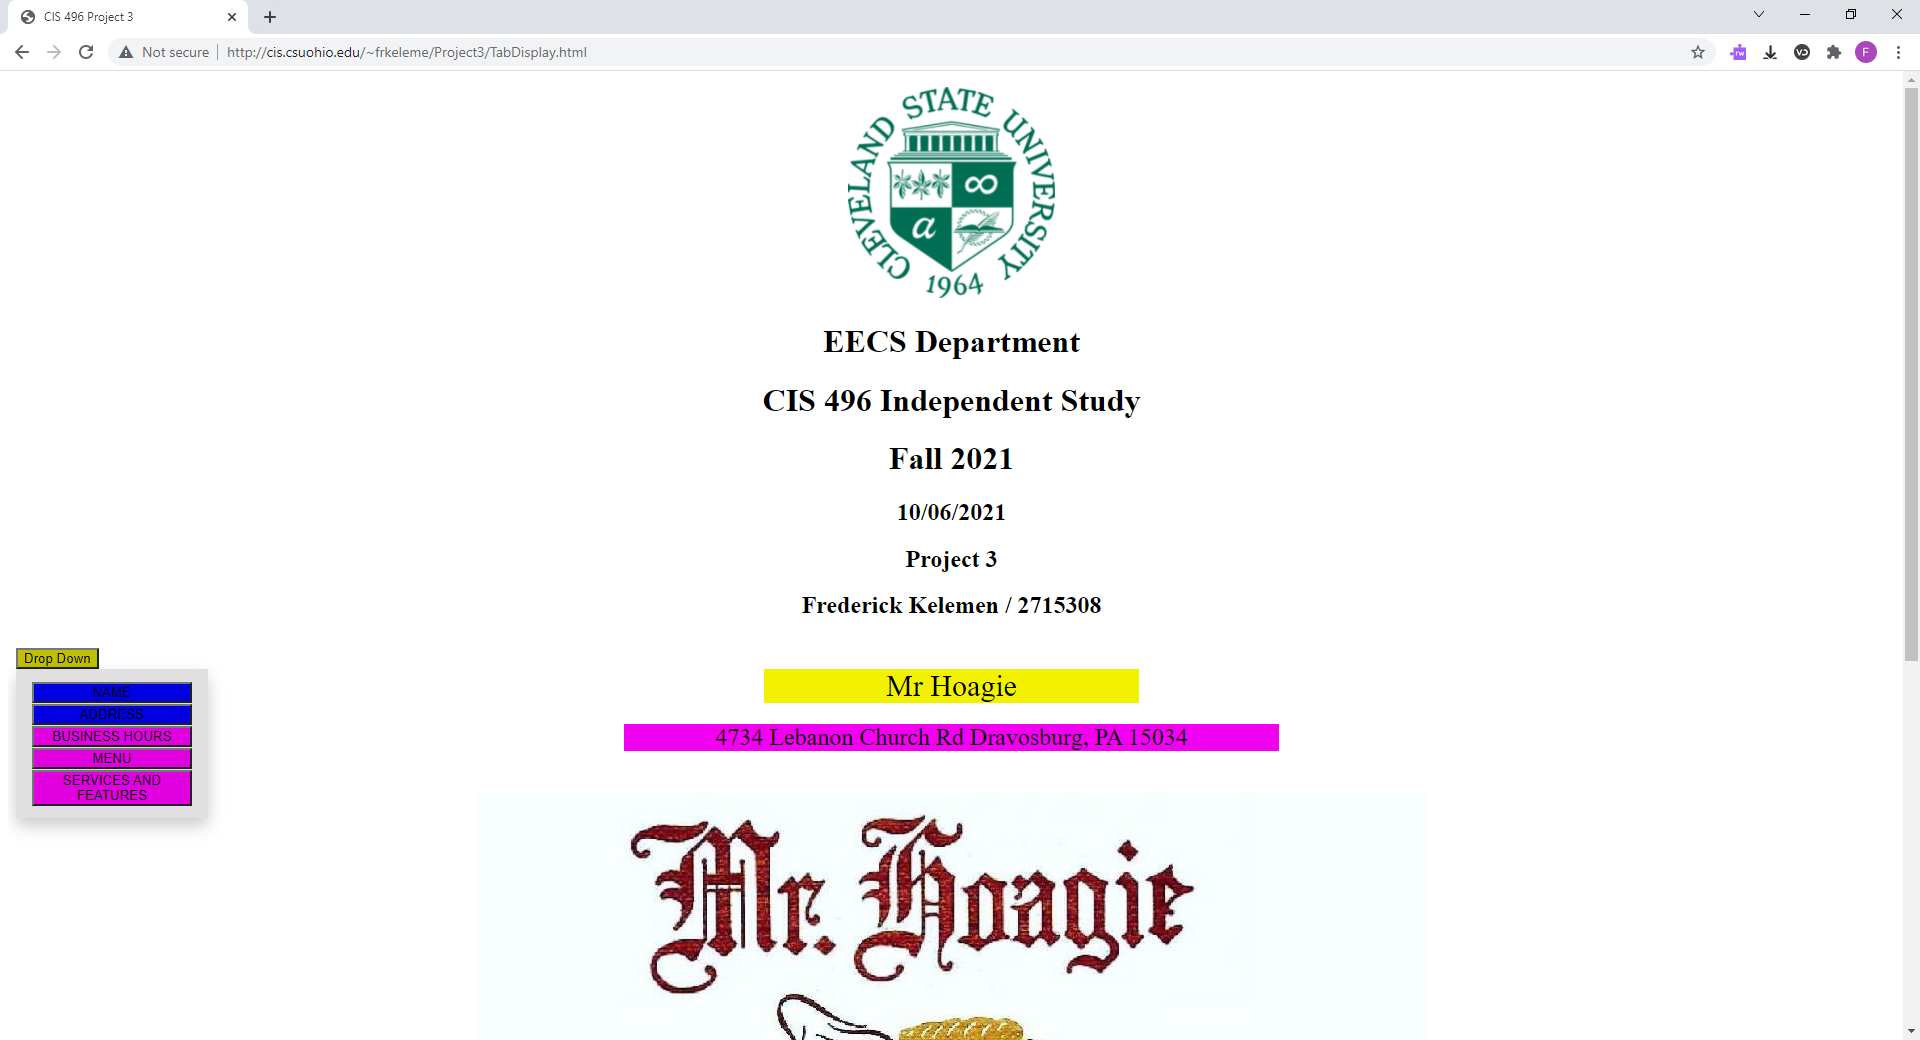 CIS 496 Project 3
Not secure
http://cis.csuohio.edu/~frkeleme/Project3/TabDisplay.html
F
CLEVELAND STATE UNIVERSITY
a
1964
EECS Department
CIS 496 Independent Study
Fall 2021
10/06/2021
Project 3
Frederick Kelemen / 2715308
Drop Down
NAME
ADDRESS
BUSINESS HOURS
MENU
SERVICES AND
FEATURES
Mr Hoagie
4734 Lebanon Church Rd Dravosburg, PA 15034
Mr. Hoagie